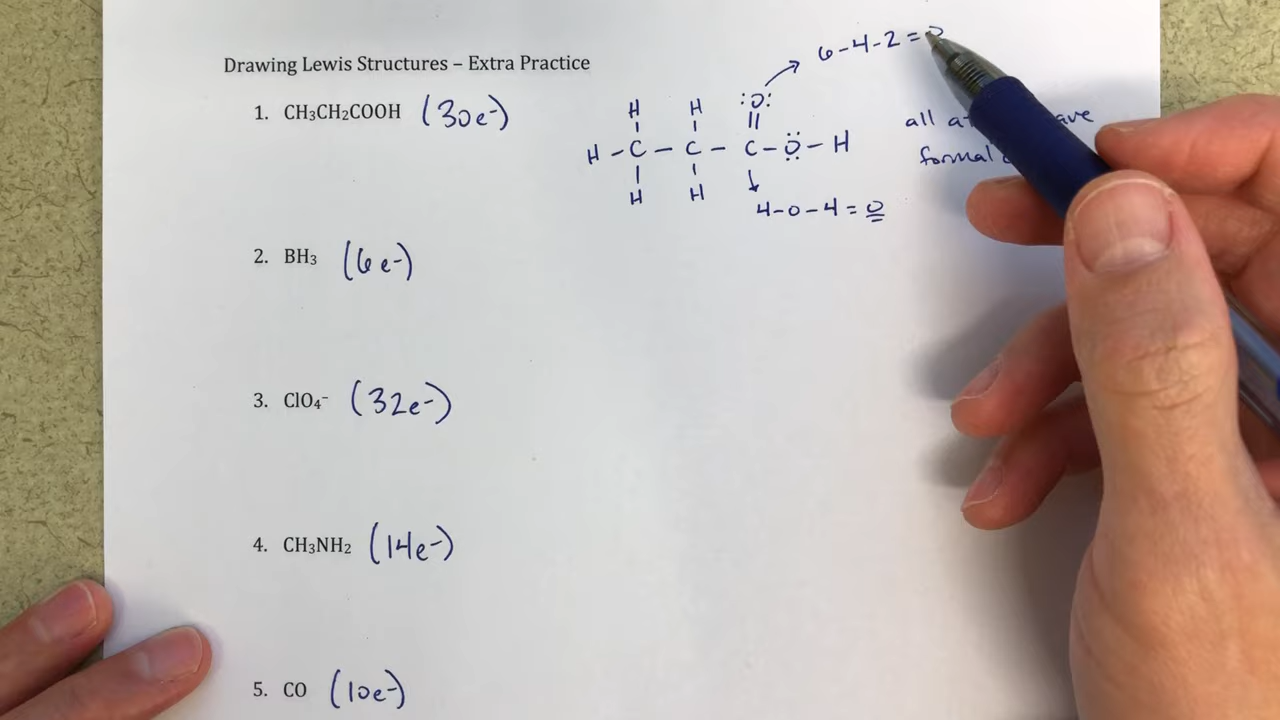 Drawing Lewis Structures – Extra Practice
6-4-2=0
1. CH₃CH₂COOH (30e-)
H H :O:
all
H-C-C-C-Ö-H
formal
H H
4-0-4=0
2. BH₃ (6e-)
3. ClO₄⁻ (32e-)
4. CH₃NH₂ (14e-)
5. CO (10e-)